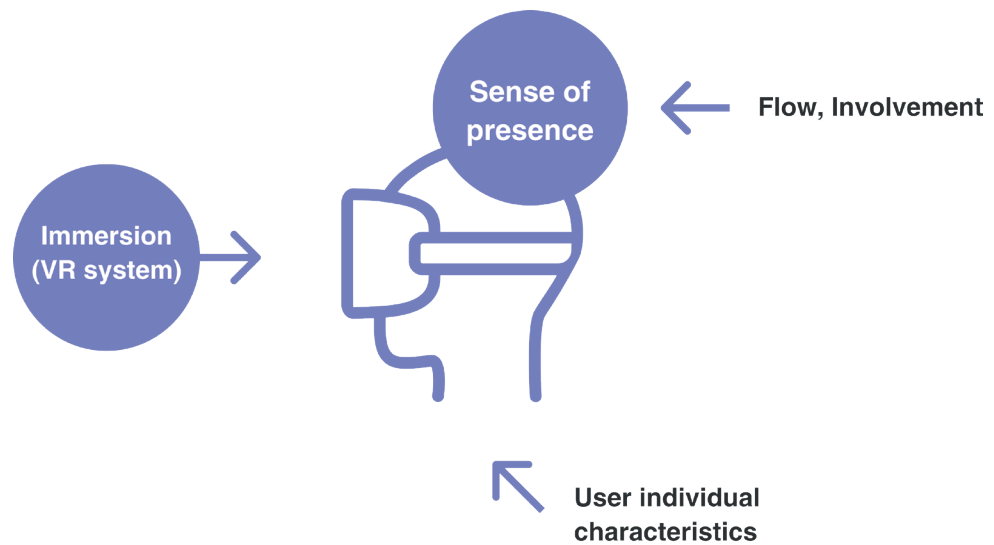 Sense of
presence
Flow, Involvement
Immersion
(VR system)
User individual
characteristics